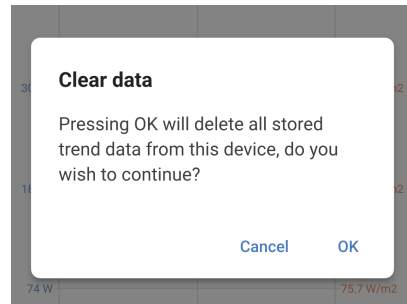 Clear data
Pressing OK will delete all stored
trend data from this device, do you
wish to continue?
Cancel OK
74 W 75.7 W/m2